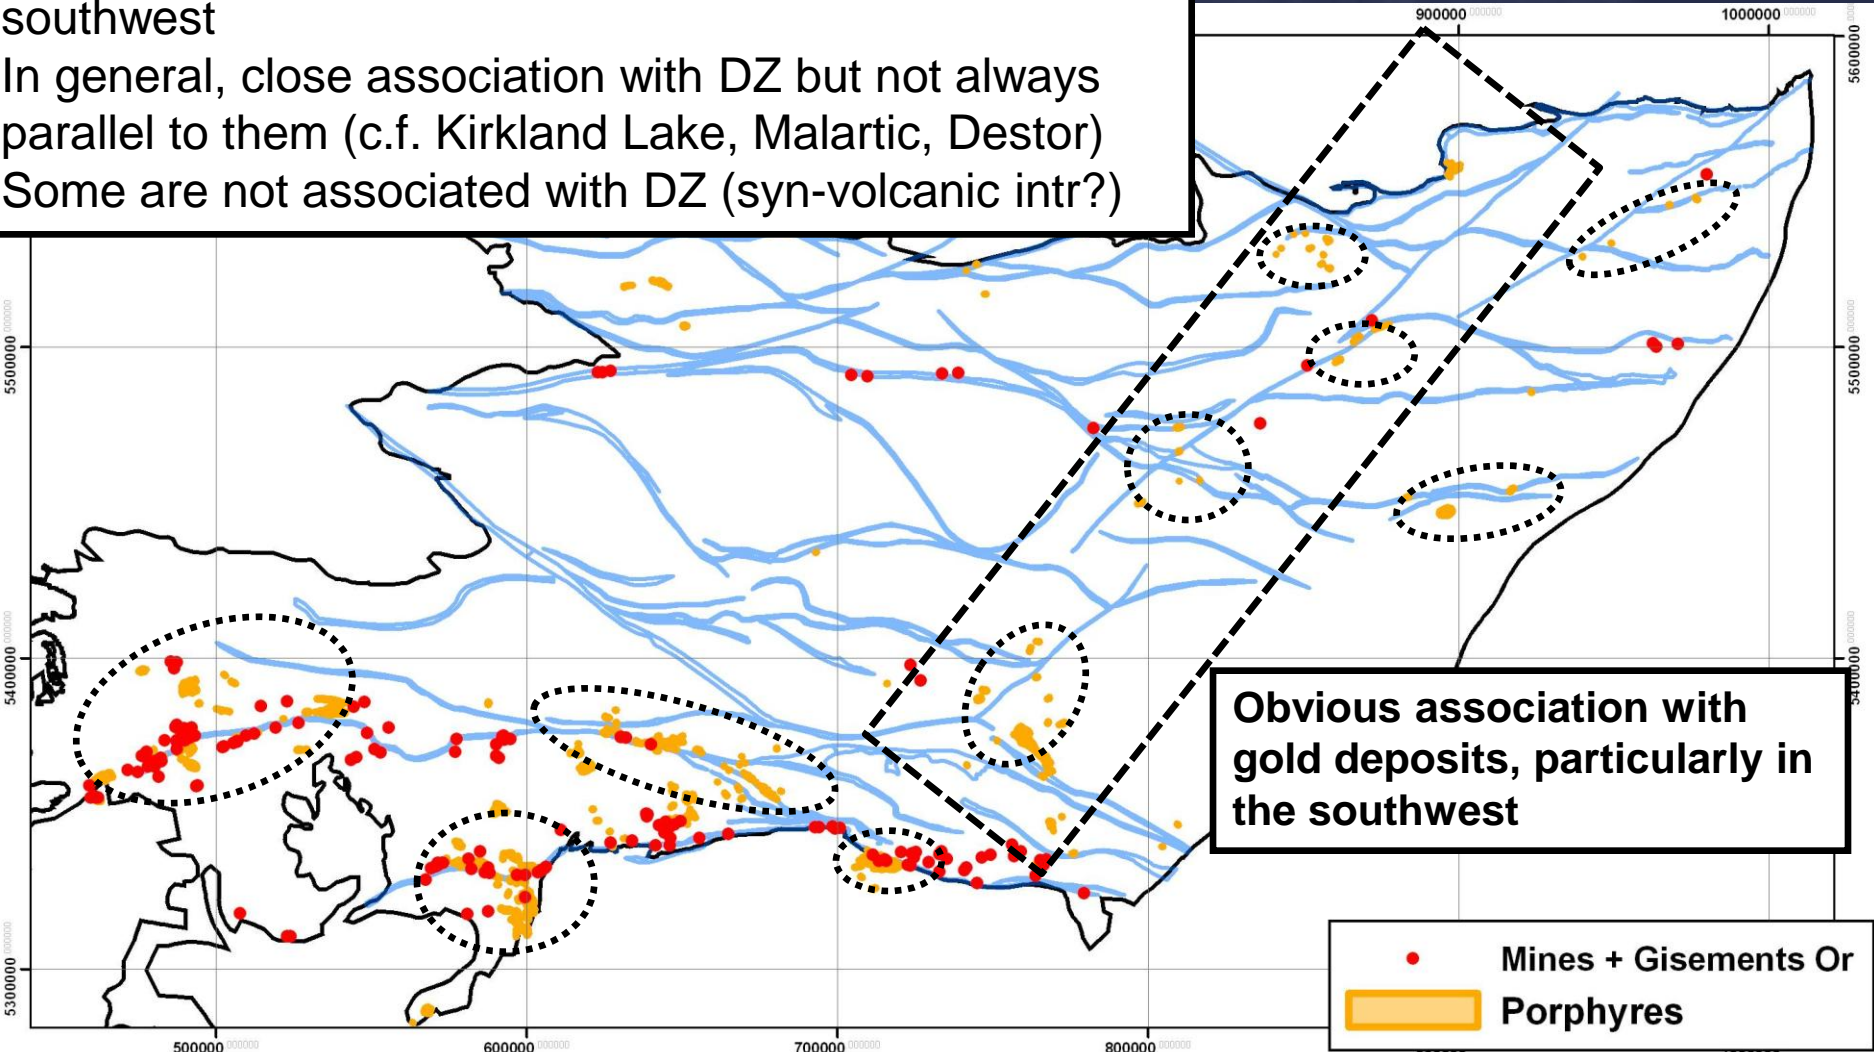 southwest
In general, close association with DZ but not always
parallel to them (c.f. Kirkland Lake, Malartic, Destor)
Some are not associated with DZ (syn-volcanic intr?)
900000
1000000
5600000
5500000
5500000
5400000
Obvious association with
gold deposits, particularly in
the southwest
5300000
Mines + Gisements Or
Porphyres
500000
600000
700000
800000